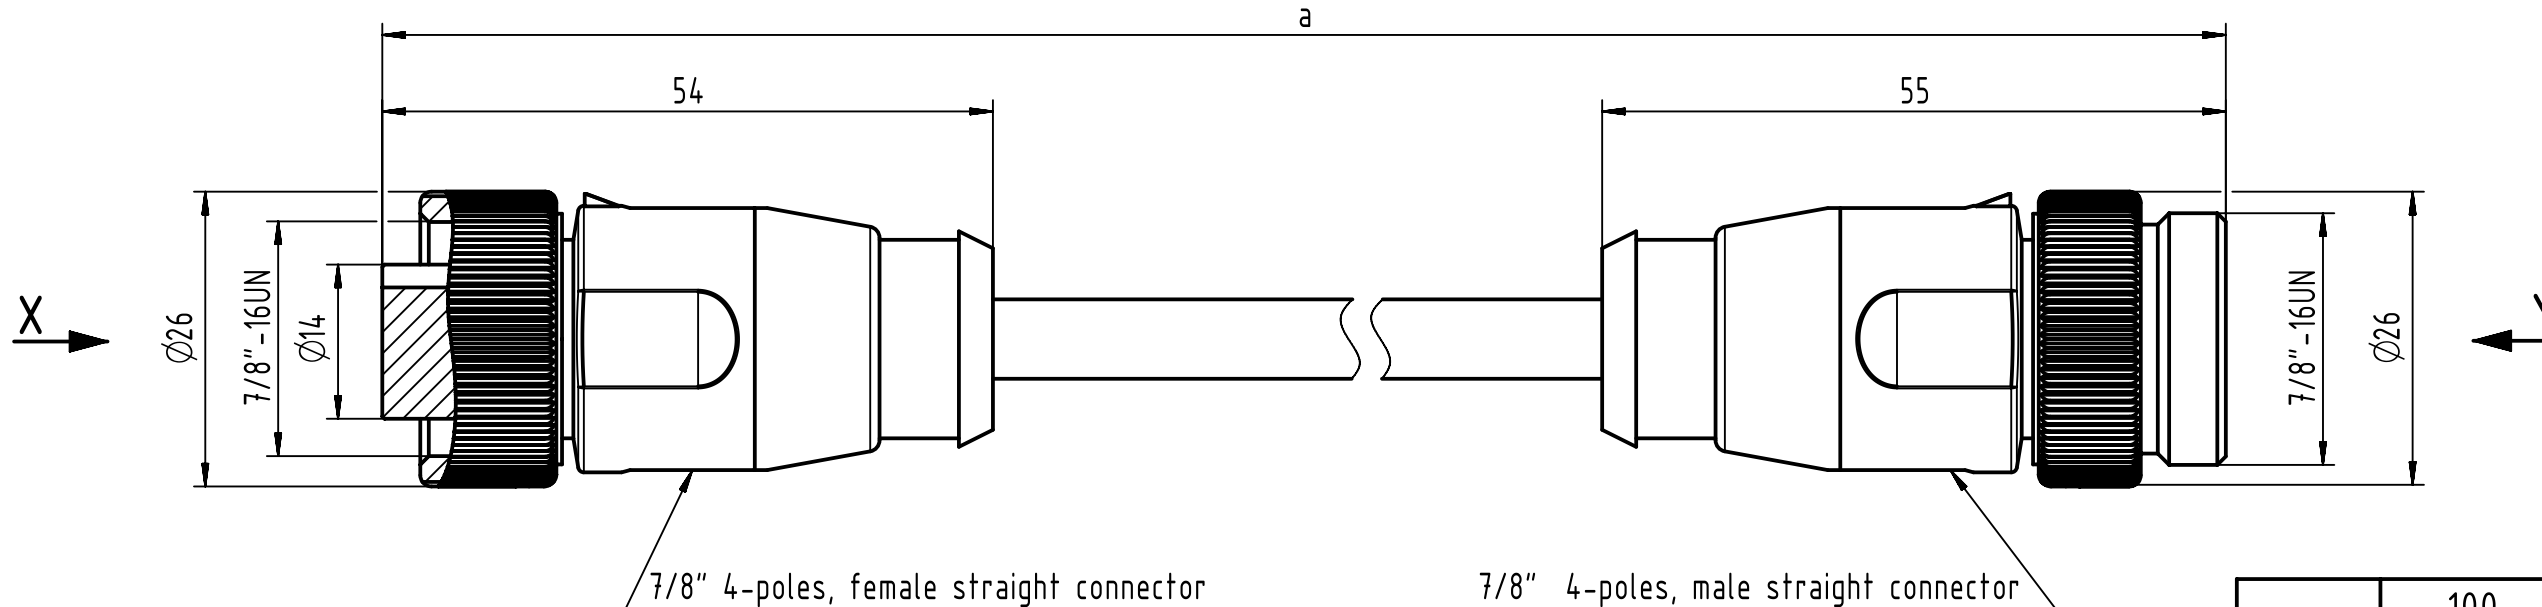 a
54
55
X
Ø26
7/8"-16UN
Ø14
7/8"-16UN
Ø26
7/8" 4-poles, female straight connector
7/8" 4-poles, male straight connector
100